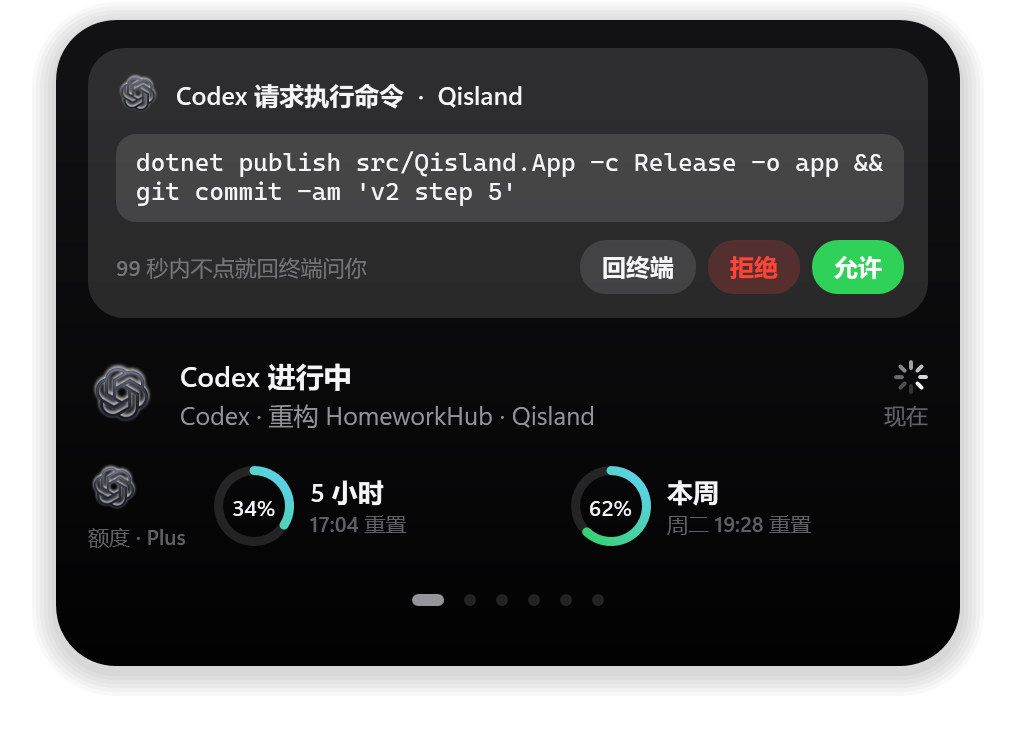 Codex 请求执行命令 · Qisland
dotnet publish src/Qisland.App -c Release -o app &&
git commit -am 'v2 step 5'
99 秒内不点就回终端问你
回终端
拒绝
允许
Codex 进行中
Codex · 重构 HomeworkHub · Qisland
现在
额度 · Plus
34%
5 小时
17:04 重置
62%
本周
周二 19:28 重置